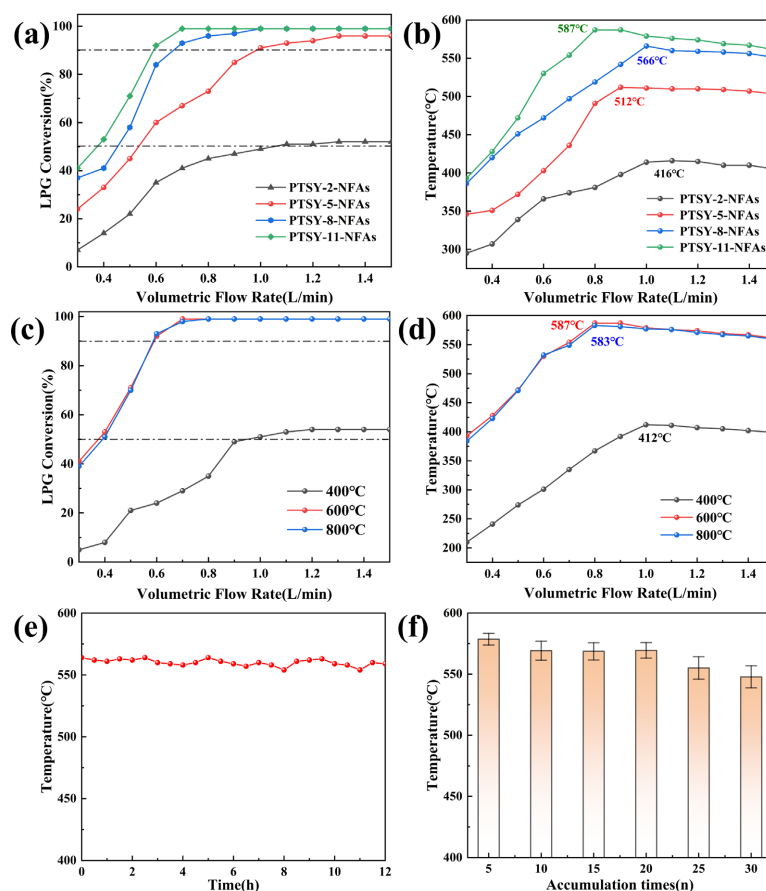 (a)
LPG Conversion(%)
100
80
60
40
20
0
PTSY-2-NFAs
PTSY-5-NFAs
PTSY-8-NFAs
PTSY-11-NFAs
0.4 0.6 0.8 1.0 1.2 1.4
Volumetric Flow Rate(L/min)
(b)
Temperature(℃)
600
550
500
450
400
350
300
587℃
566℃
512℃
416℃
PTSY-2-NFAs
PTSY-5-NFAs
PTSY-8-NFAs
PTSY-11-NFAs
0.4 0.6 0.8 1.0 1.2 1.4
Volumetric Flow Rate(L/min)
(c)
LPG Conversion(%)
100
80
60
40
20
0
400℃
600℃
800℃
0.4 0.6 0.8 1.0 1.2 1.4
Volumetric Flow Rate(L/min)
(d)
Temperature(℃)
600
550
500
450
400
350
300
250
200
587℃
583℃
412℃
400℃
600℃
800℃
0.4 0.6 0.8 1.0 1.2 1.4
Volumetric Flow Rate(L/min)
(e)
Temperature(℃)
600
550
500
450
400
0 2 4 6 8 10 12
Time(h)
(f)
Temperature(℃)
600
550
500
450
400
5 10 15 20 25 30
Accumulation times(n)